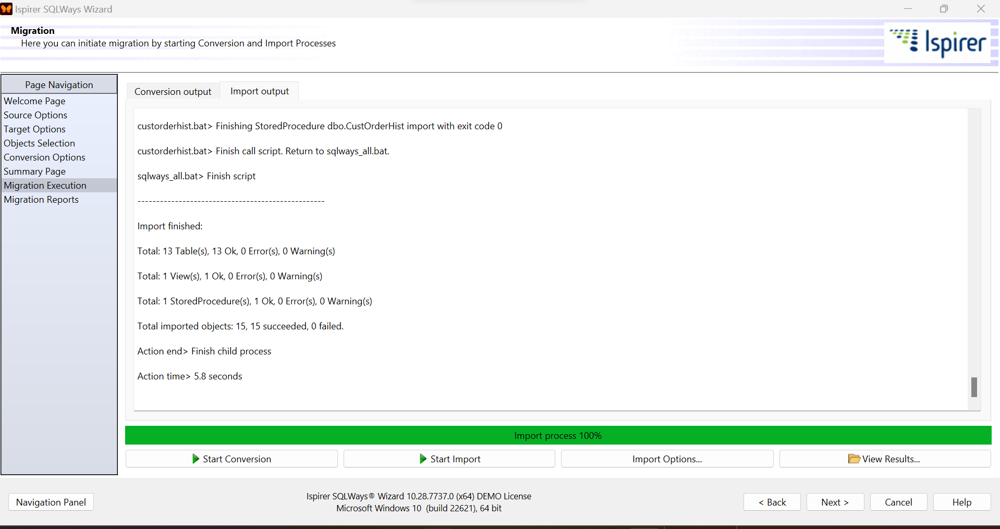 Ispirer SQLWays Wizard
Migration
Here you can initiate migration by starting Conversion and Import Processes
Ispirer
Page Navigation
Welcome Page
Source Options
Target Options
Objects Selection
Conversion Options
Summary Page
Migration Execution
Migration Reports
Conversion output
Import output
custorderhist.bat> Finishing StoredProcedure dbo.CustOrderHist import with exit code 0
custorderhist.bat> Finish call script. Return to sqlways_all.bat.
sqlways_all.bat> Finish script
--------------------------------------------------
Import finished:
Total: 13 Table(s), 13 Ok, 0 Error(s), 0 Warning(s)
Total: 1 View(s), 1 Ok, 0 Error(s), 0 Warning(s)
Total: 1 StoredProcedure(s), 1 Ok, 0 Error(s), 0 Warning(s)
Total imported objects: 15, 15 succeeded, 0 failed.
Action end> Finish child process
Action time> 5.8 seconds
Import process 100%
Start Conversion
Start Import
Import Options...
View Results...
Navigation Panel
Ispirer SQLWays® Wizard 10.28.7737.0 (x64) DEMO License
Microsoft Windows 10 (build 22621), 64 bit
< Back
Next >
Cancel
Help